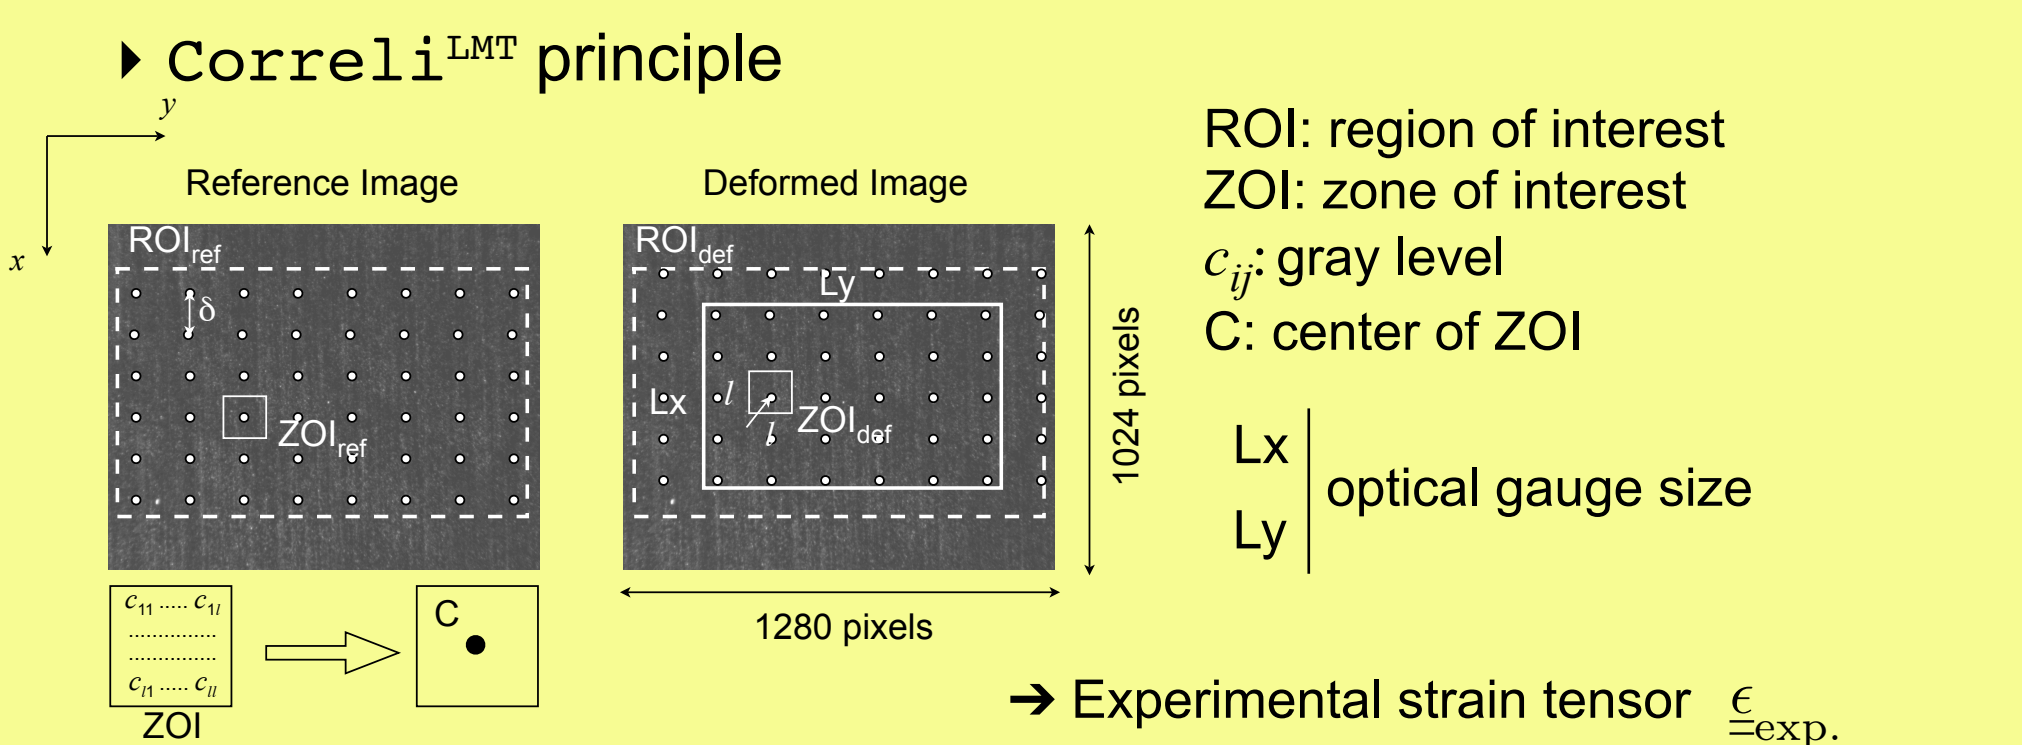 ▸ Correli^LMT principle
y
x
Reference Image
ROI_ref
δ
ZOI_ref
c_11 ..... c_1l
...............
...............
c_l1 ..... c_ll
ZOI
C
Deformed Image
ROI_def
Ly
Lx
l
l
ZOI_def
1024 pixels
1280 pixels
ROI: region of interest
ZOI: zone of interest
c_ij: gray level
C: center of ZOI
Lx
Ly
optical gauge size
➔ Experimental strain tensor ϵ_exp.